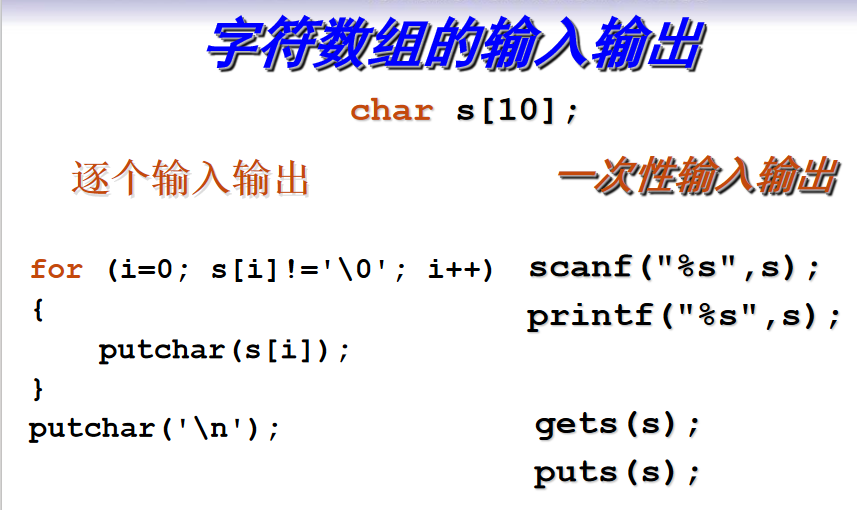 字符数组的输入输出
char s[10];
逐个输入输出
for (i=0; s[i]!='\0'; i++)
{
    putchar(s[i]);
}
putchar('\n');
一次性输入输出
scanf("%s",s);
printf("%s",s);
gets(s);
puts(s);